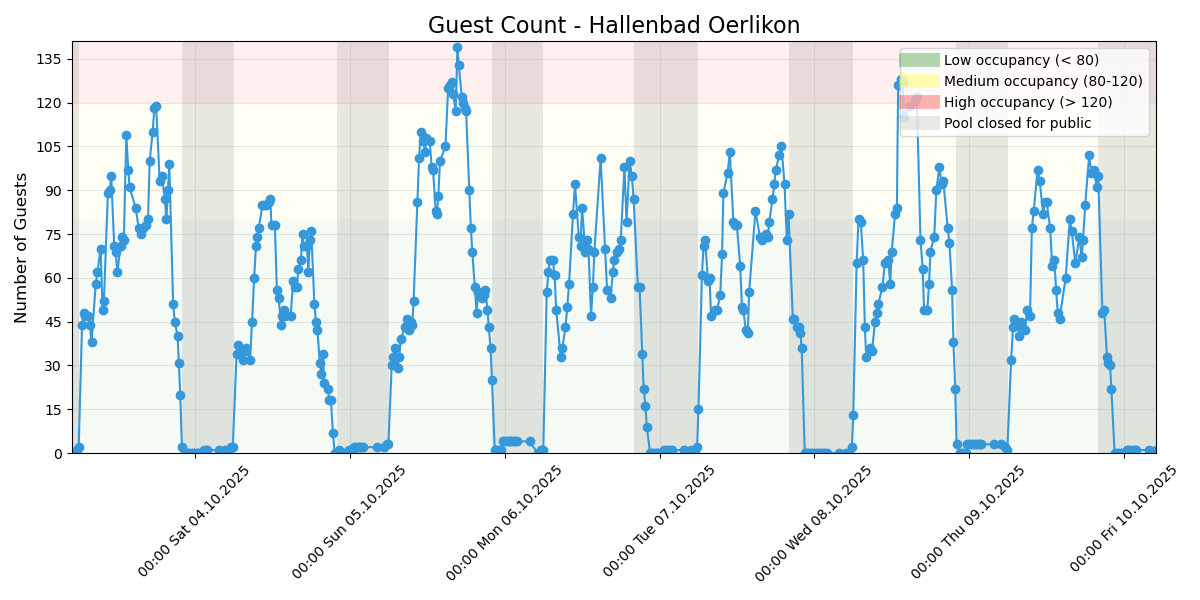 Guest Count - Hallenbad Oerlikon
Number of Guests
135
120
105
90
75
60
45
30
15
0
Low occupancy (< 80)
Medium occupancy (80-120)
High occupancy (> 120)
Pool closed for public
00:00 Sat 04.10.2025
00:00 Sun 05.10.2025
00:00 Mon 06.10.2025
00:00 Tue 07.10.2025
00:00 Wed 08.10.2025
00:00 Thu 09.10.2025
00:00 Fri 10.10.2025